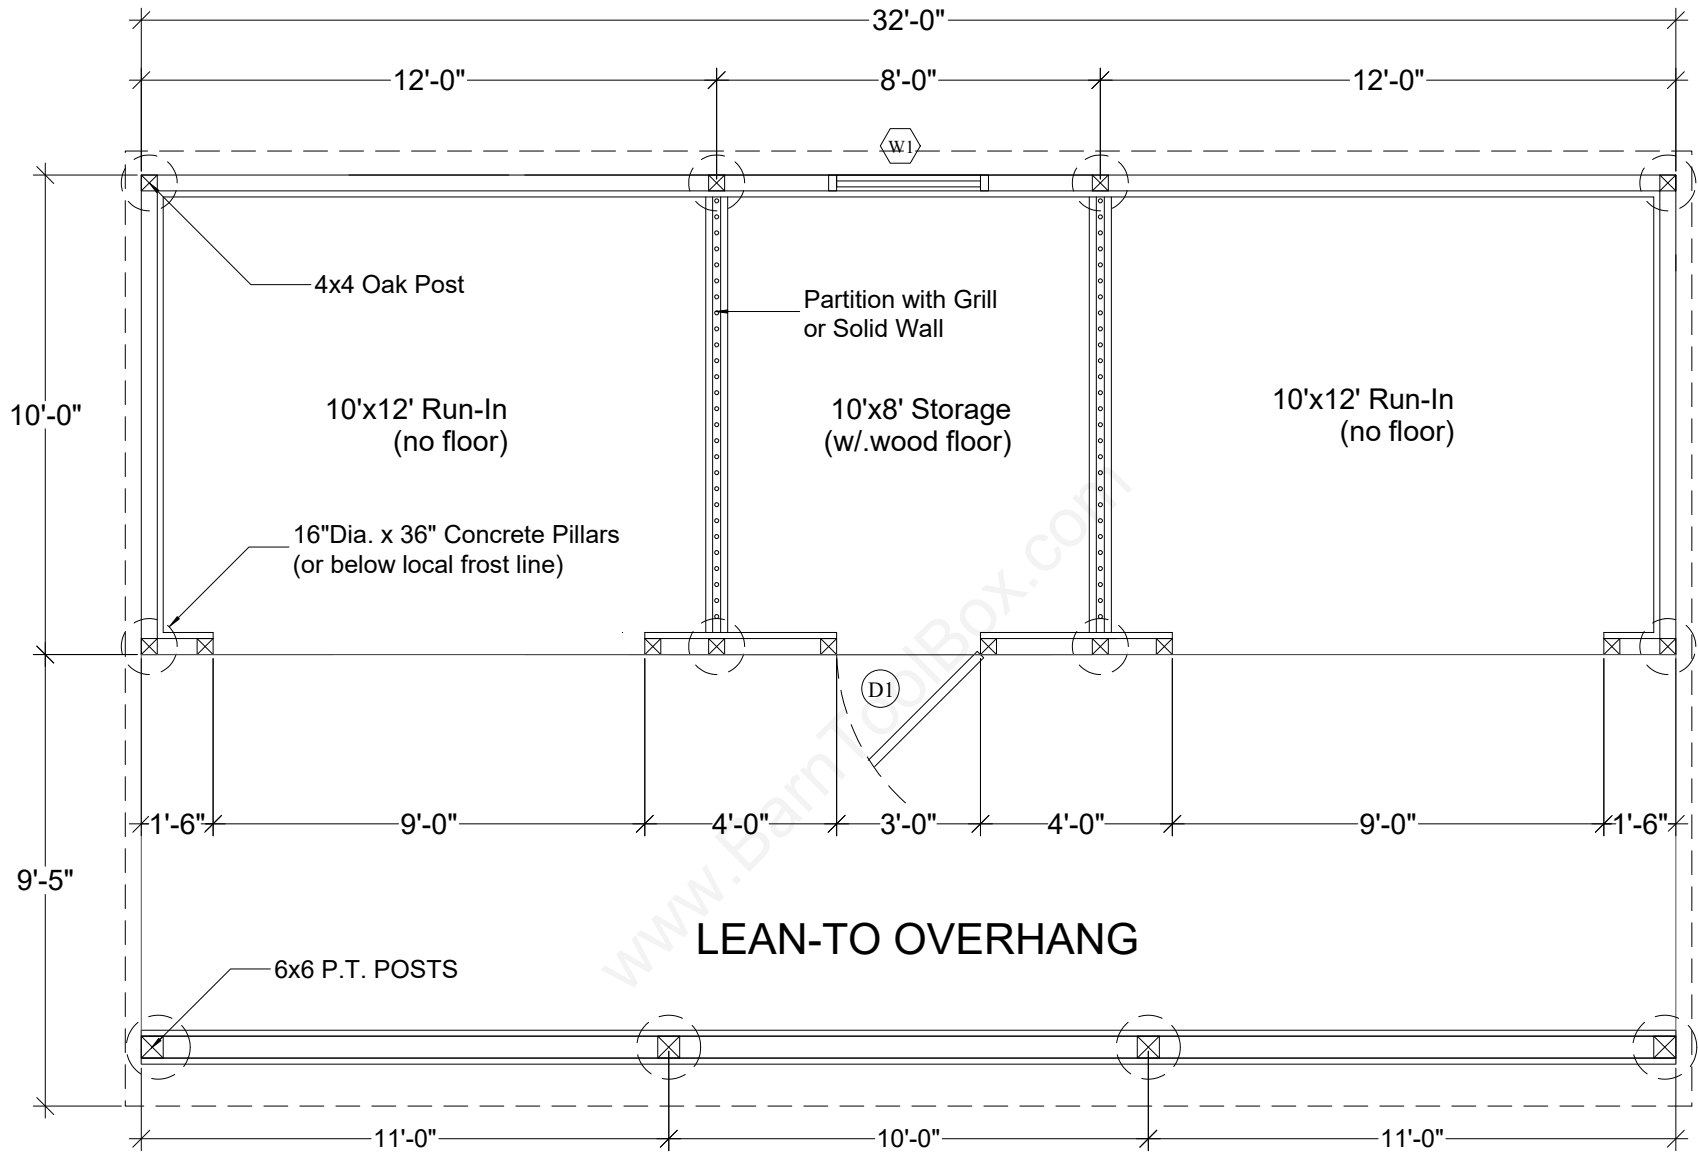 32'-0"
12'-0"
8'-0"
12'-0"
W1
4x4 Oak Post
Partition with Grill
or Solid Wall
10'-0"
10'x12' Run-In
(no floor)
10'x8' Storage
(w/.wood floor)
10'x12' Run-In
(no floor)
16"Dia. x 36" Concrete Pillars
(or below local frost line)
D1
1'-6"
9'-0"
4'-0"
3'-0"
4'-0"
9'-0"
1'-6"
9'-5"
www.BarnToolBox.com
LEAN-TO OVERHANG
6x6 P.T. POSTS
11'-0"
10'-0"
11'-0"